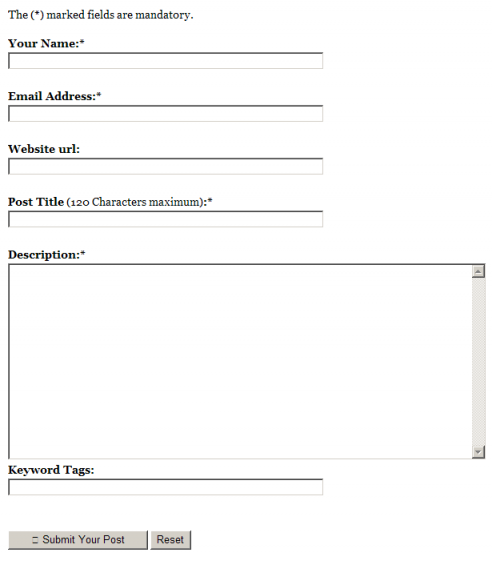 The (*) marked fields are mandatory.
Your Name:*
Email Address:*
Website url:
Post Title (120 Characters maximum):*
Description:*
Keyword Tags:
Submit Your Post
Reset